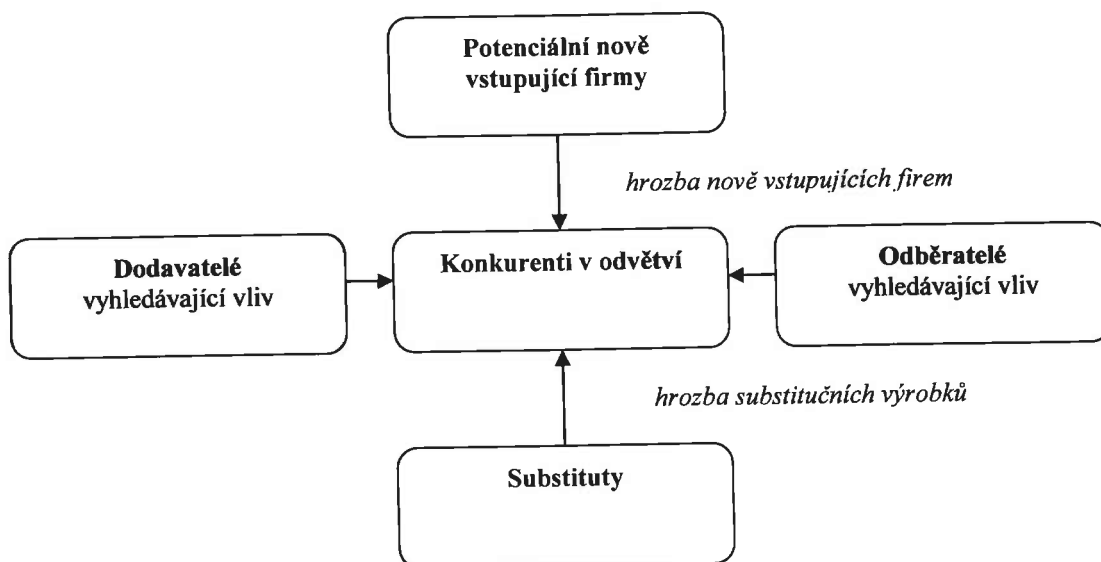 Potenciální nově
vstupující firmy
hrozba nově vstupujících firem
Dodavatelé
vyhledávající vliv
Konkurenti v odvětví
Odběratelé
vyhledávající vliv
hrozba substitučních výrobků
Substituty